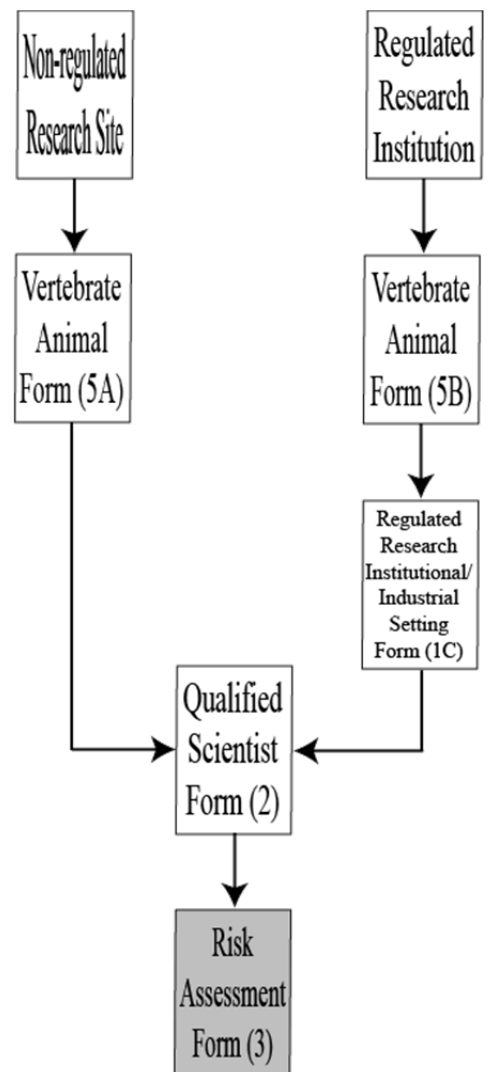 Non-regulated
Research Site
Regulated
Research
Institution
Vertebrate
Animal
Form (5A)
Vertebrate
Animal
Form (5B)
Regulated
Research
Institutional/
Industrial
Setting
Form (1C)
Qualified
Scientist
Form (2)
Risk
Assessment
Form (3)